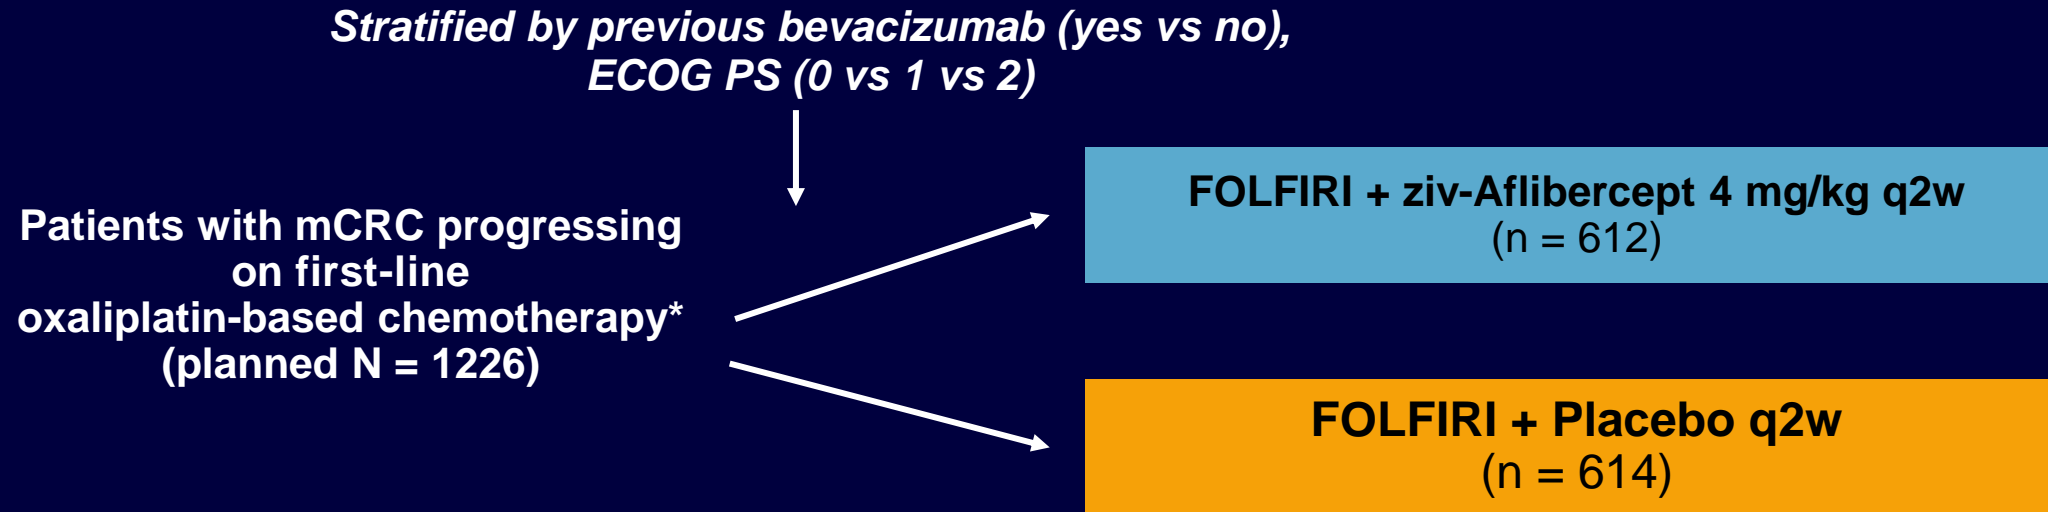 Stratified by previous bevacizumab (yes vs no),
ECOG PS (0 vs 1 vs 2)
Patients with mCRC progressing
on first-line
oxaliplatin-based chemotherapy*
(planned N = 1226)
FOLFIRI + ziv-Aflibercept 4 mg/kg q2w
(n = 612)
FOLFIRI + Placebo q2w
(n = 614)